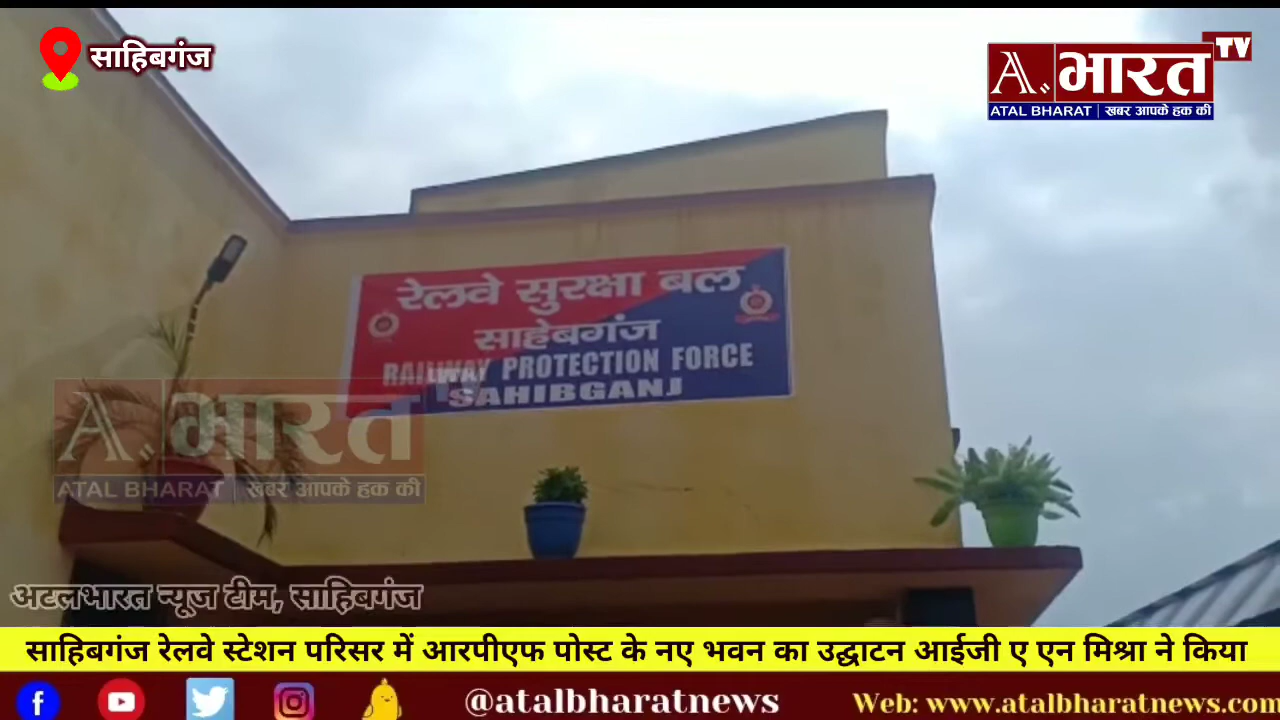 साहिबगंज
A.भारत TV
ATAL BHARAT | खबर आपके हक की
रेलवे सुरक्षा बल
साहेबगंज
RAILWAY PROTECTION FORCE
SAHIBGANJ
A.भारत
ATAL BHARAT | खबर आपके हक की
अटलभारत न्यूज टीम, साहिबगंज
साहिबगंज रेलवे स्टेशन परिसर में आरपीएफ पोस्ट के नए भवन का उद्घाटन आईजी ए एन मिश्रा ने किया
@atalbharatnews
Web: www.atalbharatnews.com